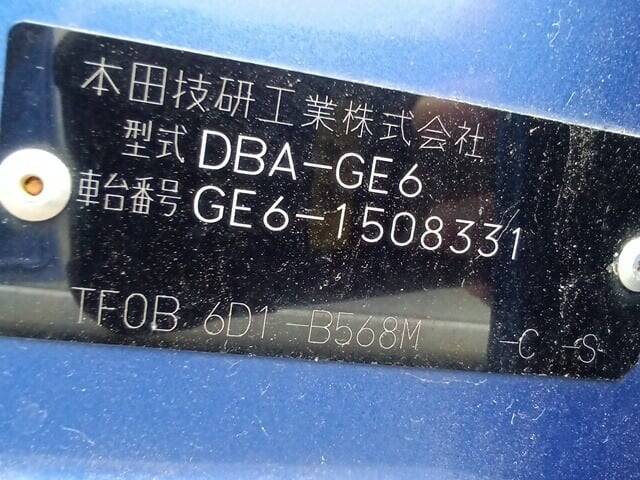 本田技研工業株式会社
型式 DBA-GE6
車台番号 GE6-1508331
TF0B 6D1 -B568M -C -S-